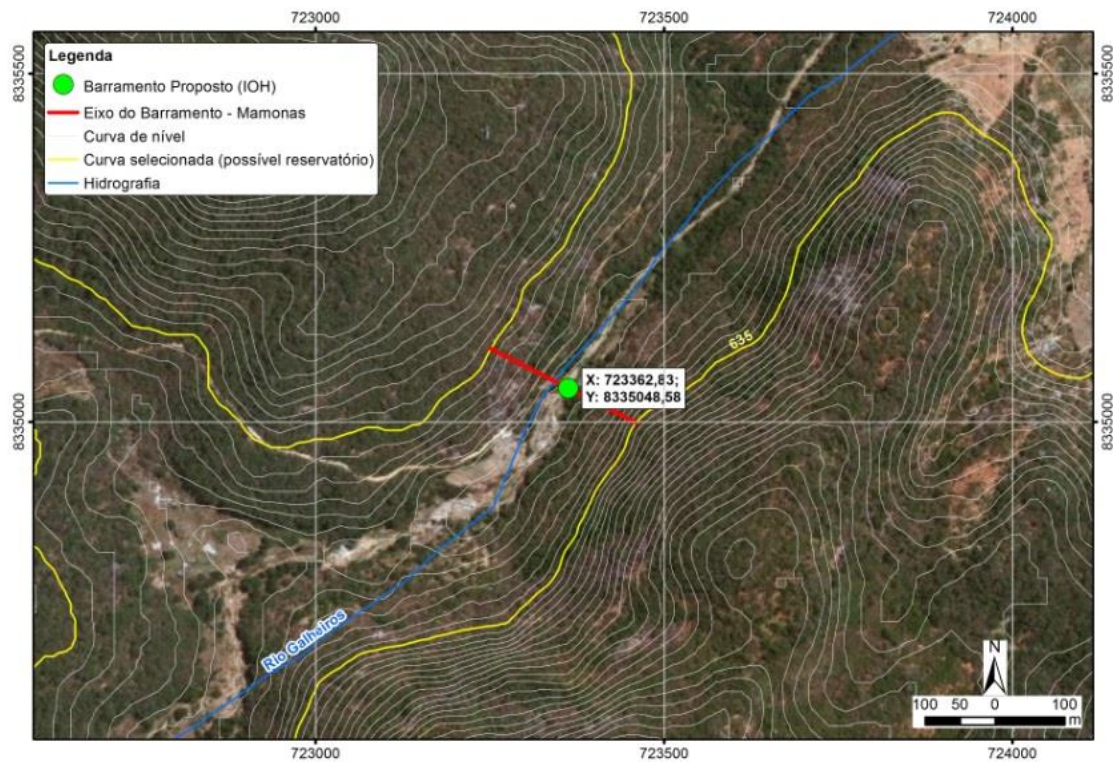 723000 723500 724000
8335500
8335500
Legenda
Barramento Proposto (IOH)
Eixo do Barramento - Mamonas
Curva de nível
Curva selecionada (possível reservatório)
Hidrografia
635
X: 723362,83;
Y: 8335048,58
8335000
8335000
Rio Galheiros
N
100 50 0 100
m
723000 723500 724000